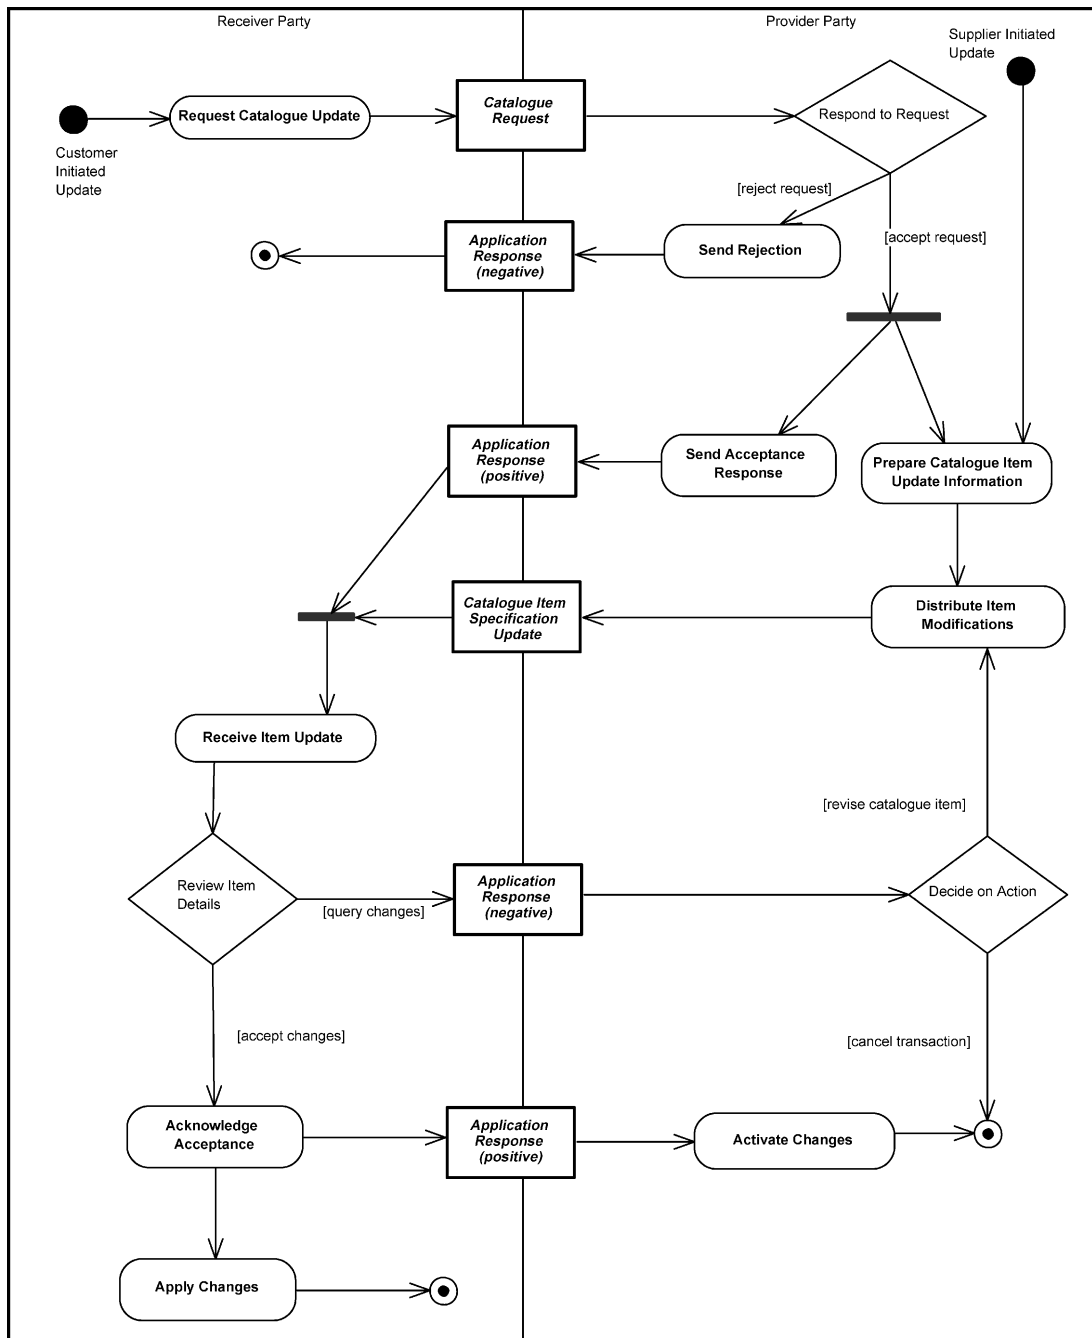 Receiver Party
Provider Party
Supplier Initiated
Update
Customer
Initiated
Update
Request Catalogue Update
Catalogue
Request
Respond to Request
[reject request]
[accept request]
Application
Response
(negative)
Send Rejection
Application
Response
(positive)
Send Acceptance
Response
Prepare Catalogue Item
Update Information
Catalogue Item
Specification
Update
Distribute Item
Modifications
Receive Item Update
[revise catalogue item]
Review Item
Details
[query changes]
Application
Response
(negative)
Decide on Action
[accept changes]
[cancel transaction]
Acknowledge
Acceptance
Application
Response
(positive)
Activate Changes
Apply Changes